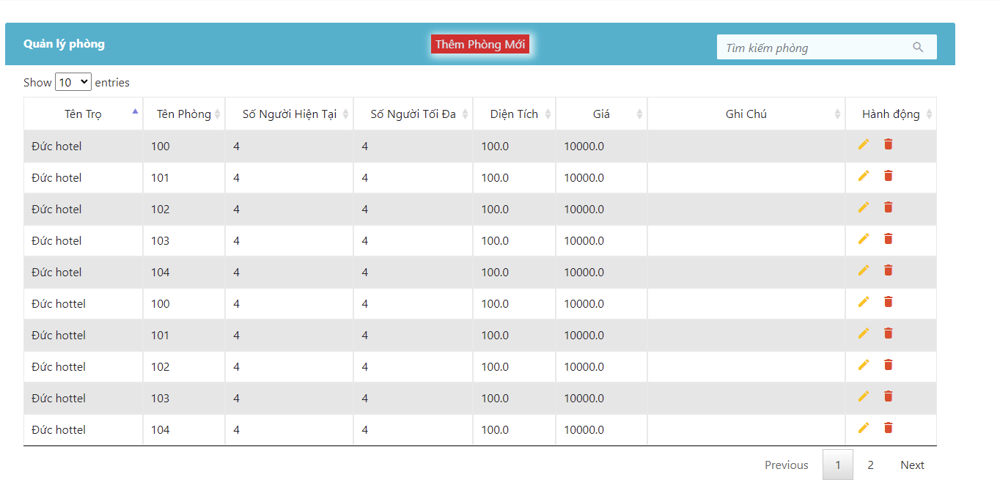 Quản lý phòng Thêm Phòng Mới Tìm kiếm phòng
Show 10 entries
Tên Trọ Tên Phòng Số Người Hiện Tại Số Người Tối Đa Diện Tích Giá Ghi Chú Hành động
Đức hotel 100 4 4 100.0 10000.0
Đức hotel 101 4 4 100.0 10000.0
Đức hotel 102 4 4 100.0 10000.0
Đức hotel 103 4 4 100.0 10000.0
Đức hotel 104 4 4 100.0 10000.0
Đức hottel 100 4 4 100.0 10000.0
Đức hottel 101 4 4 100.0 10000.0
Đức hottel 102 4 4 100.0 10000.0
Đức hottel 103 4 4 100.0 10000.0
Đức hottel 104 4 4 100.0 10000.0
Previous 1 2 Next